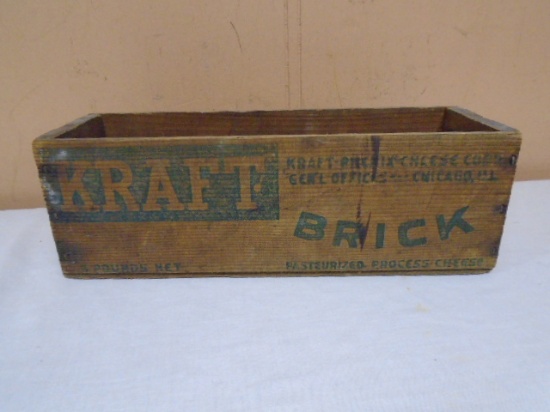 KRAFT
KRAFT-PHENIX CHEESE CORP
GEN'L OFFICES CHICAGO, ILL
BRICK
5 POUNDS NET
PASTEURIZED PROCESS CHEESE